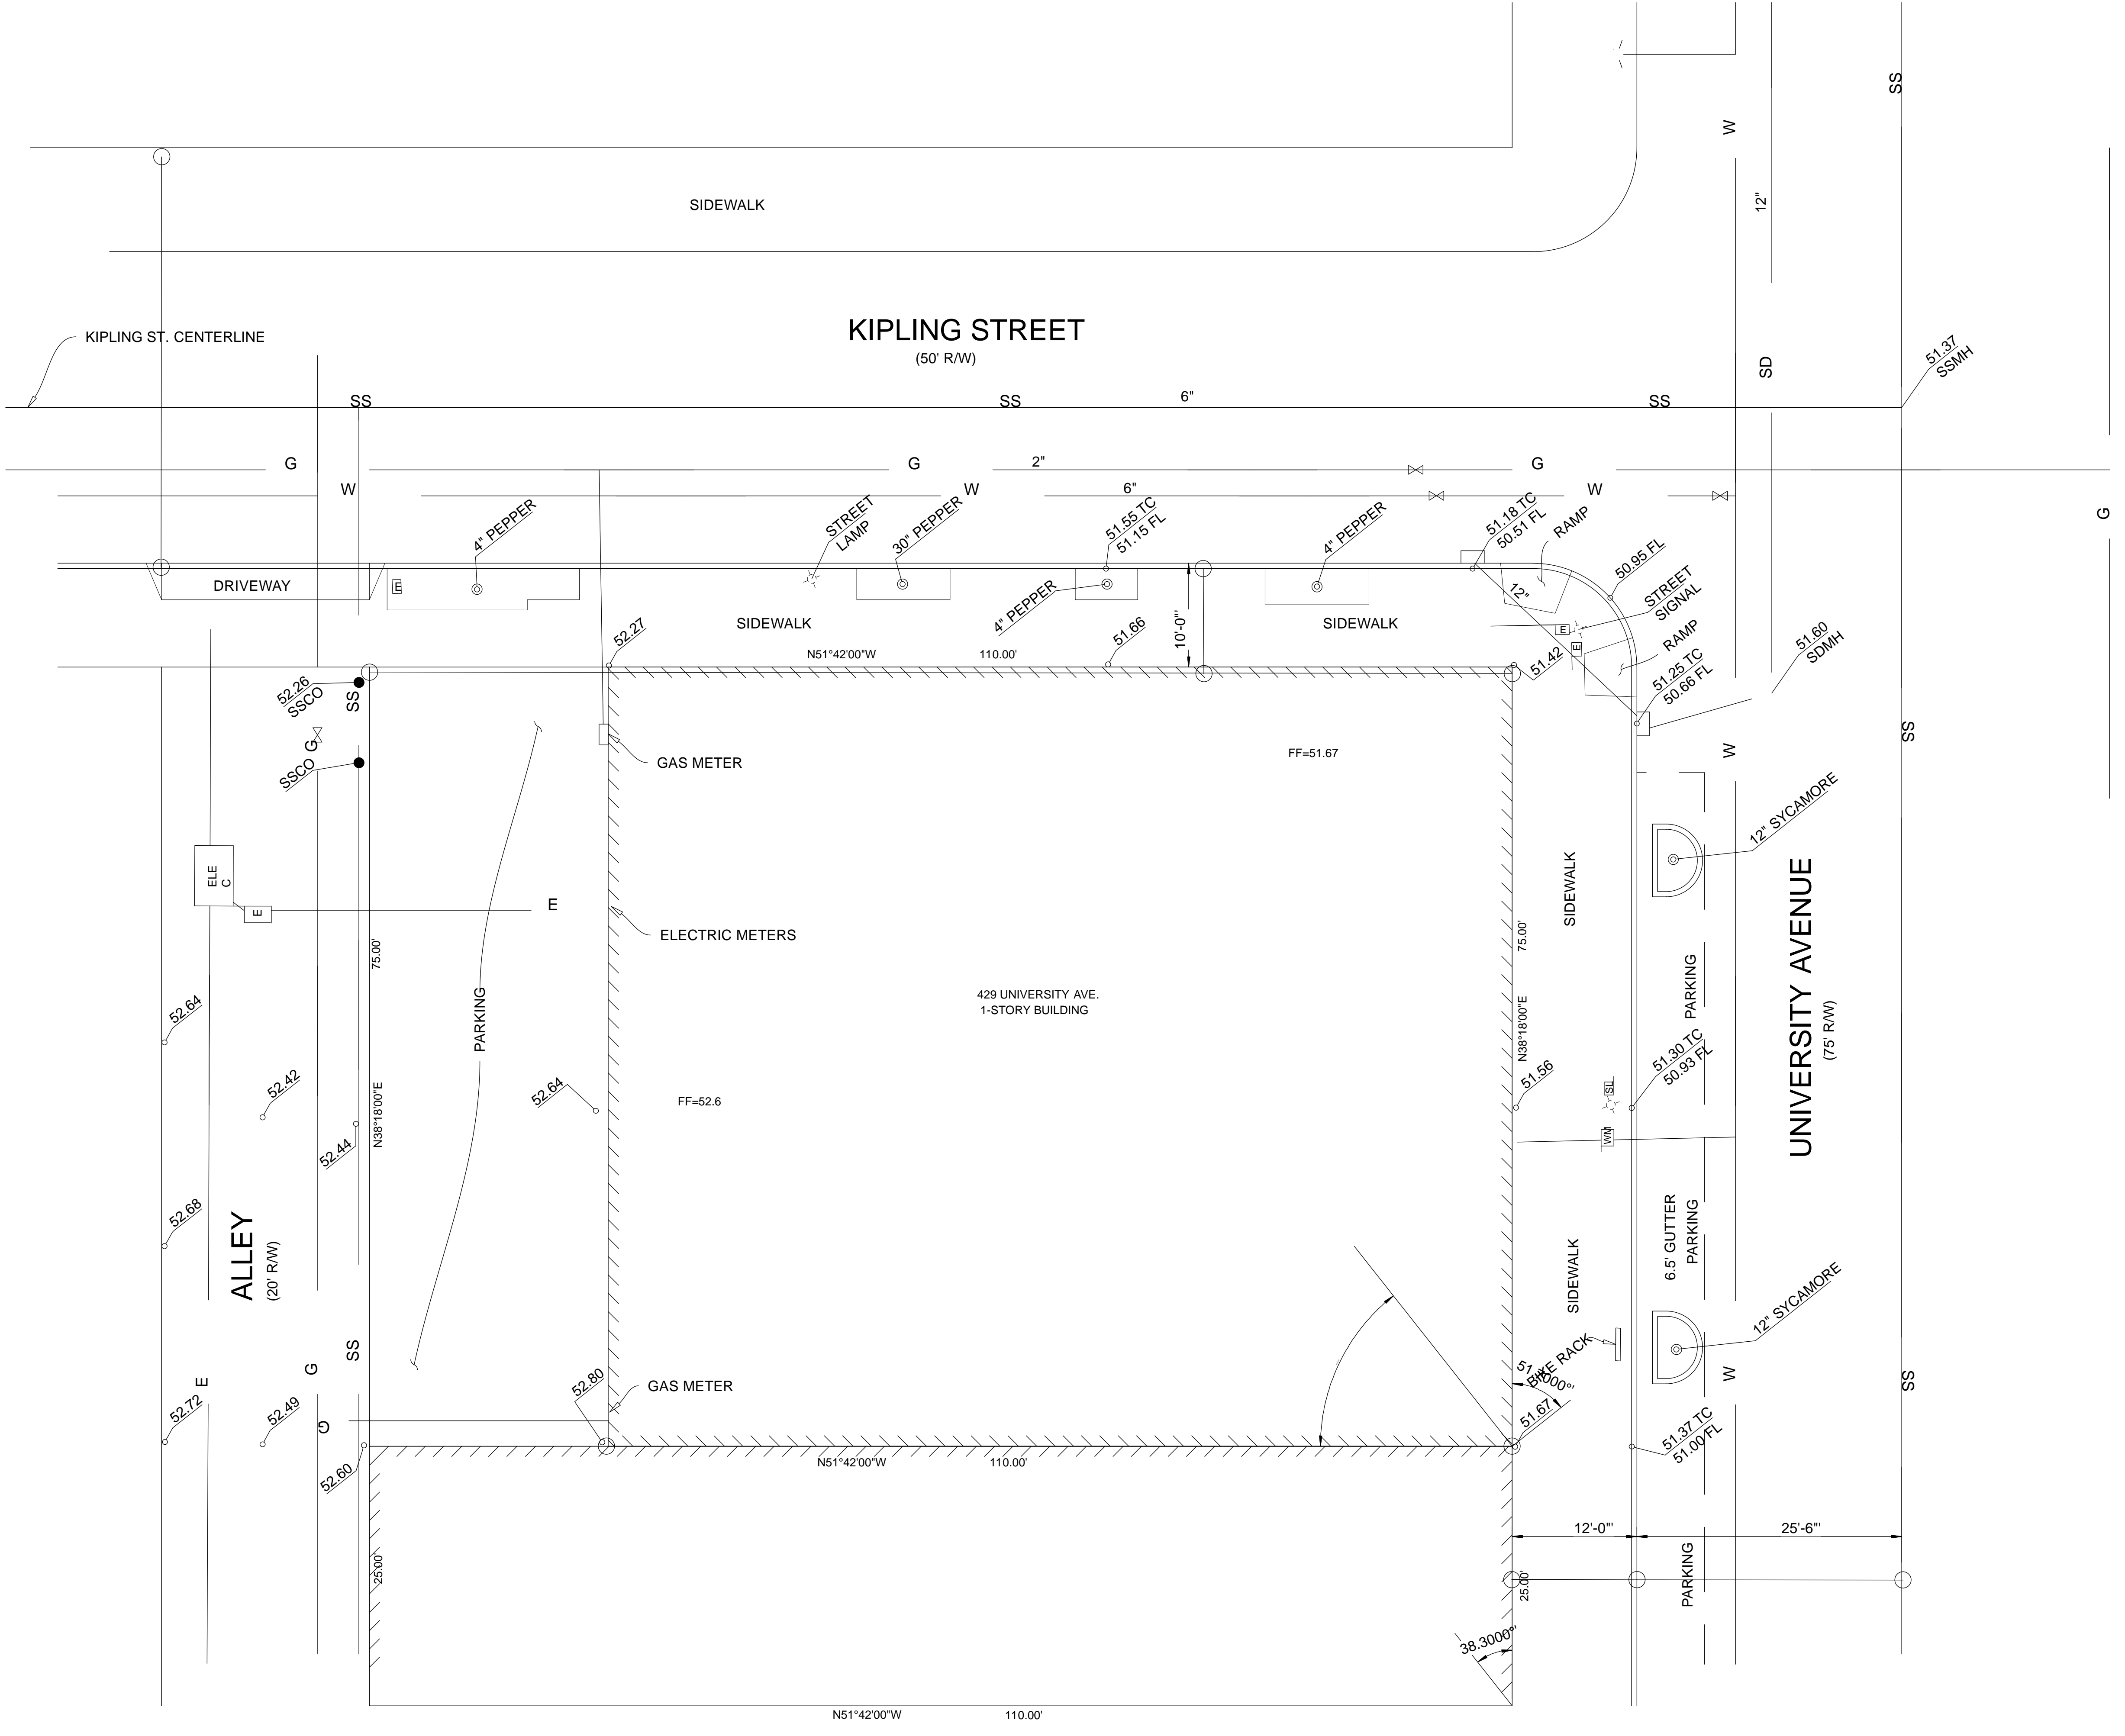 SS
W
12"
SIDEWALK
KIPLING STREET
(50' R/W)
KIPLING ST. CENTERLINE
51.37
SSMH
SD
SS
SS
6"
SS
G
G
2"
G
W
W
6"
W
G
4" PEPPER
STREET
LAMP
30" PEPPER
51.55 TC
51.15 FL
4" PEPPER
51.18 TC
50.51 FL
RAMP
50.95 FL
DRIVEWAY
E
4" PEPPER
12"
STREET
SIGNAL
SIDEWALK
52.27
51.66
10'-0"'
SIDEWALK
E
E
RAMP
51.60
SDMH
N51°42'00"W
110.00'
51.42
51.25 TC
50.66 FL
52.26
SSCO
SS
G
SSCO
GAS METER
FF=51.67
W
SS
12" SYCAMORE
ELE
C
E
E
ELECTRIC METERS
SIDEWALK
75.00'
75.00'
UNIVERSITY AVENUE
(75' R/W)
PARKING
PARKING
429 UNIVERSITY AVE.
1-STORY BUILDING
52.64
52.42
52.44
N38°18'00"E
N38°18'00"E
52.64
FF=52.6
51.56
SL
51.30 TC
50.93 FL
WM
52.68
ALLEY
(20' R/W)
SIDEWALK
6.5' GUTTER
PARKING
12" SYCAMORE
SS
G
E
GAS METER
52.80
BIKE RACK
W
SS
52.72
52.49
G
51.67
51.37 TC
51.00 FL
52.60
N51°42'00"W
110.00'
12'-0"'
25'-6"'
25.00'
25.00'
PARKING
38.3000°'
N51°42'00"W
110.00'